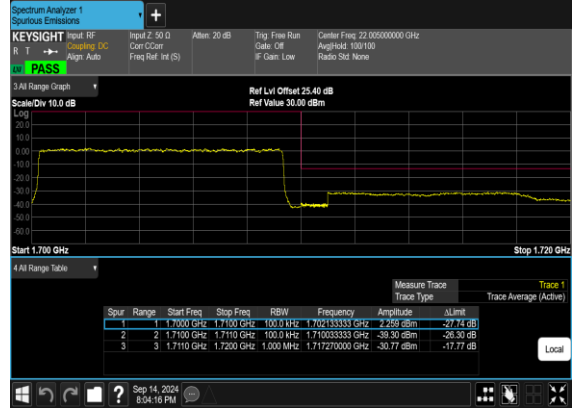 Spectrum Analyzer 1
Spurious Emissions
+
KEYSIGHT Input: RF Input Z: 50 Ω Atten: 20 dB Trig: Free Run Center Freq: 22.005000000 GHz
R T Coupling: DC Corr CCorr Gate: Off Avg|Hold: 100/100
Align: Auto Freq Ref: Int (S) IF Gain: Low Radio Std: None
PASS
3 All Range Graph
Ref Lvl Offset 25.40 dB
Scale/Div 10.0 dB Ref Value 30.00 dBm
Log
20.0
10.0
0.00
-10.0
-20.0
-30.0
-40.0
-50.0
-60.0
Start 1.700 GHz Stop 1.720 GHz
4 All Range Table
Measure Trace Trace 1
Trace Type Trace Average (Active)
Spur Range Start Freq Stop Freq RBW Frequency Amplitude ΔLimit
1 1 1.7000 GHz 1.7100 GHz 100.0 kHz 1.702133333 GHz 2.259 dBm -27.74 dB
2 2 1.7100 GHz 1.7110 GHz 100.0 kHz 1.710033333 GHz -39.30 dBm -26.30 dB
3 3 1.7110 GHz 1.7200 GHz 1.000 MHz 1.717270000 GHz -30.77 dBm -17.77 dB
Local
?
Sep 14, 2024
8:04:16 PM